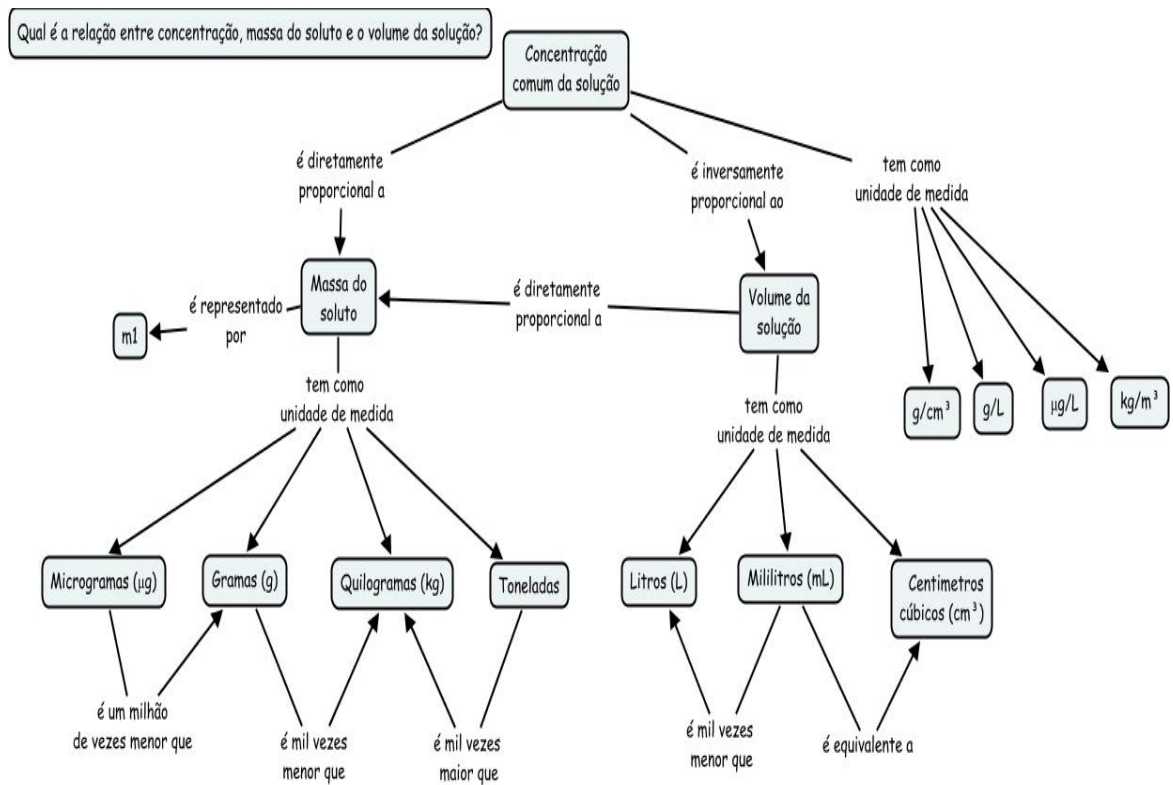 Qual é a relação entre concentração, massa do soluto e o volume da solução?
Concentração
comum da solução
é diretamente
proporcional a
é inversamente
proporcional ao
tem como
unidade de medida
Massa do
soluto
é representado
por
m1
é diretamente
proporcional a
Volume da
solução
g/cm³
g/L
µg/L
kg/m³
tem como
unidade de medida
tem como
unidade de medida
Microgramas (µg)
Gramas (g)
Quilogramas (kg)
Toneladas
Litros (L)
Mililitros (mL)
Centimetros
cúbicos (cm³)
é um milhão
de vezes menor que
é mil vezes
menor que
é mil vezes
maior que
é mil vezes
menor que
é equivalente a